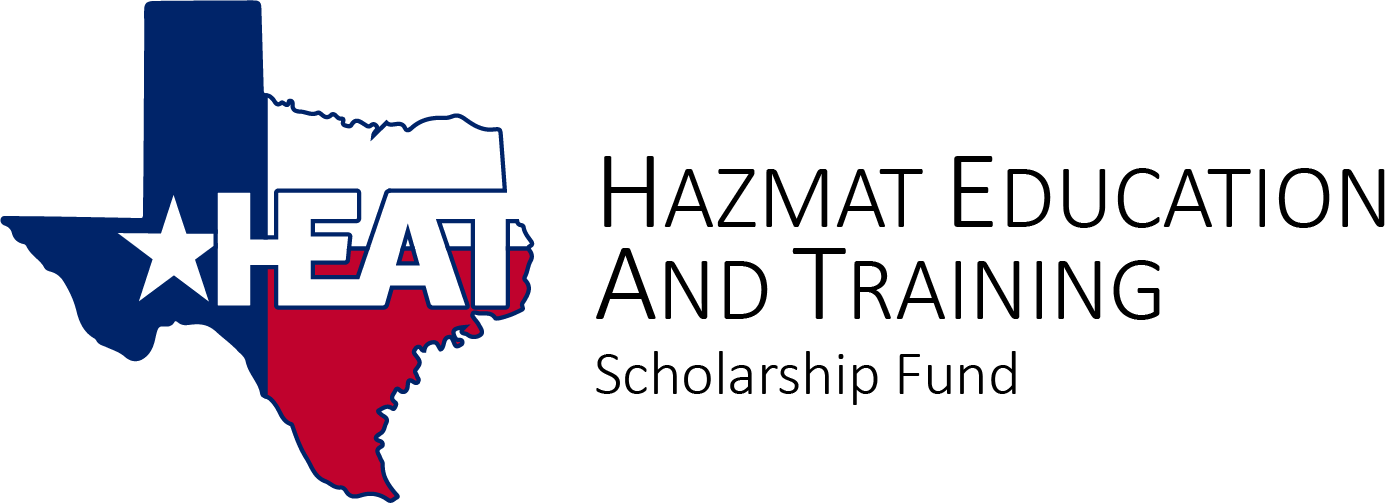 HEAT
HAZMAT EDUCATION
AND TRAINING
Scholarship Fund